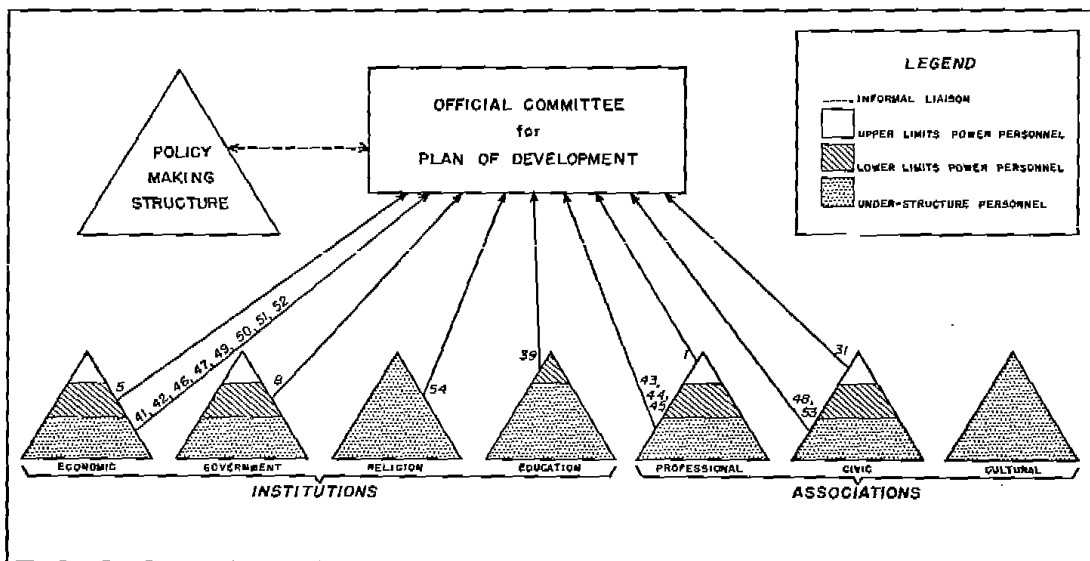 OFFICIAL COMMITTEE
for
PLAN OF DEVELOPMENT
POLICY
MAKING
STRUCTURE
LEGEND
INFORMAL LIAISON
UPPER LIMITS POWER PERSONNEL
LOWER LIMITS POWER PERSONNEL
UNDER-STRUCTURE PERSONNEL
5
41, 42, 46, 47, 49, 50, 51, 52
8
54
39
43,
44,
45
1
48,
53
31
ECONOMIC
GOVERNMENT
RELIGION
EDUCATION
PROFESSIONAL
CIVIC
CULTURAL
INSTITUTIONS
ASSOCIATIONS